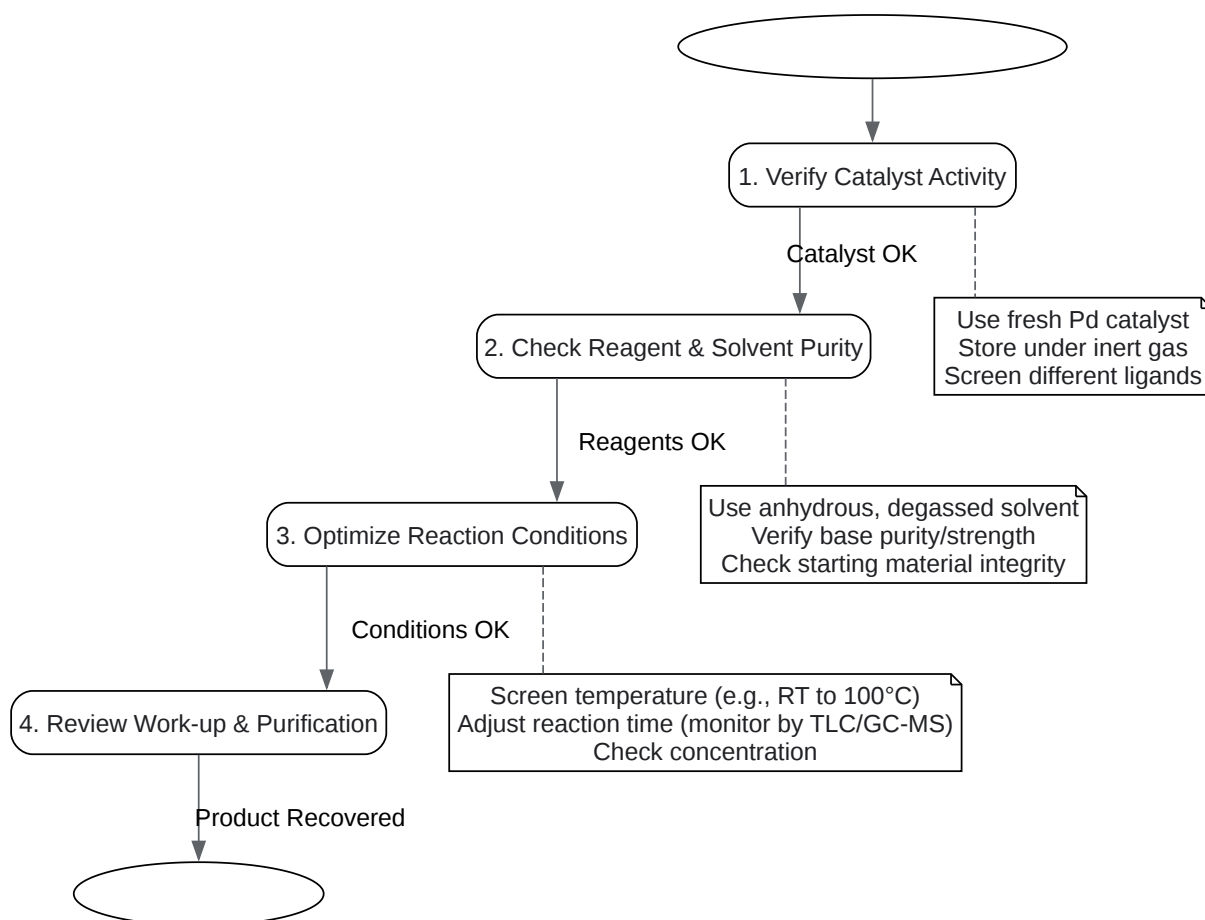 1. Verify Catalyst Activity
Catalyst OK
Use fresh Pd catalyst
Store under inert gas
Screen different ligands
2. Check Reagent & Solvent Purity
Reagents OK
Use anhydrous, degassed solvent
Verify base purity/strength
Check starting material integrity
3. Optimize Reaction Conditions
Conditions OK
Screen temperature (e.g., RT to 100°C)
Adjust reaction time (monitor by TLC/GC-MS)
Check concentration
4. Review Work-up & Purification
Product Recovered